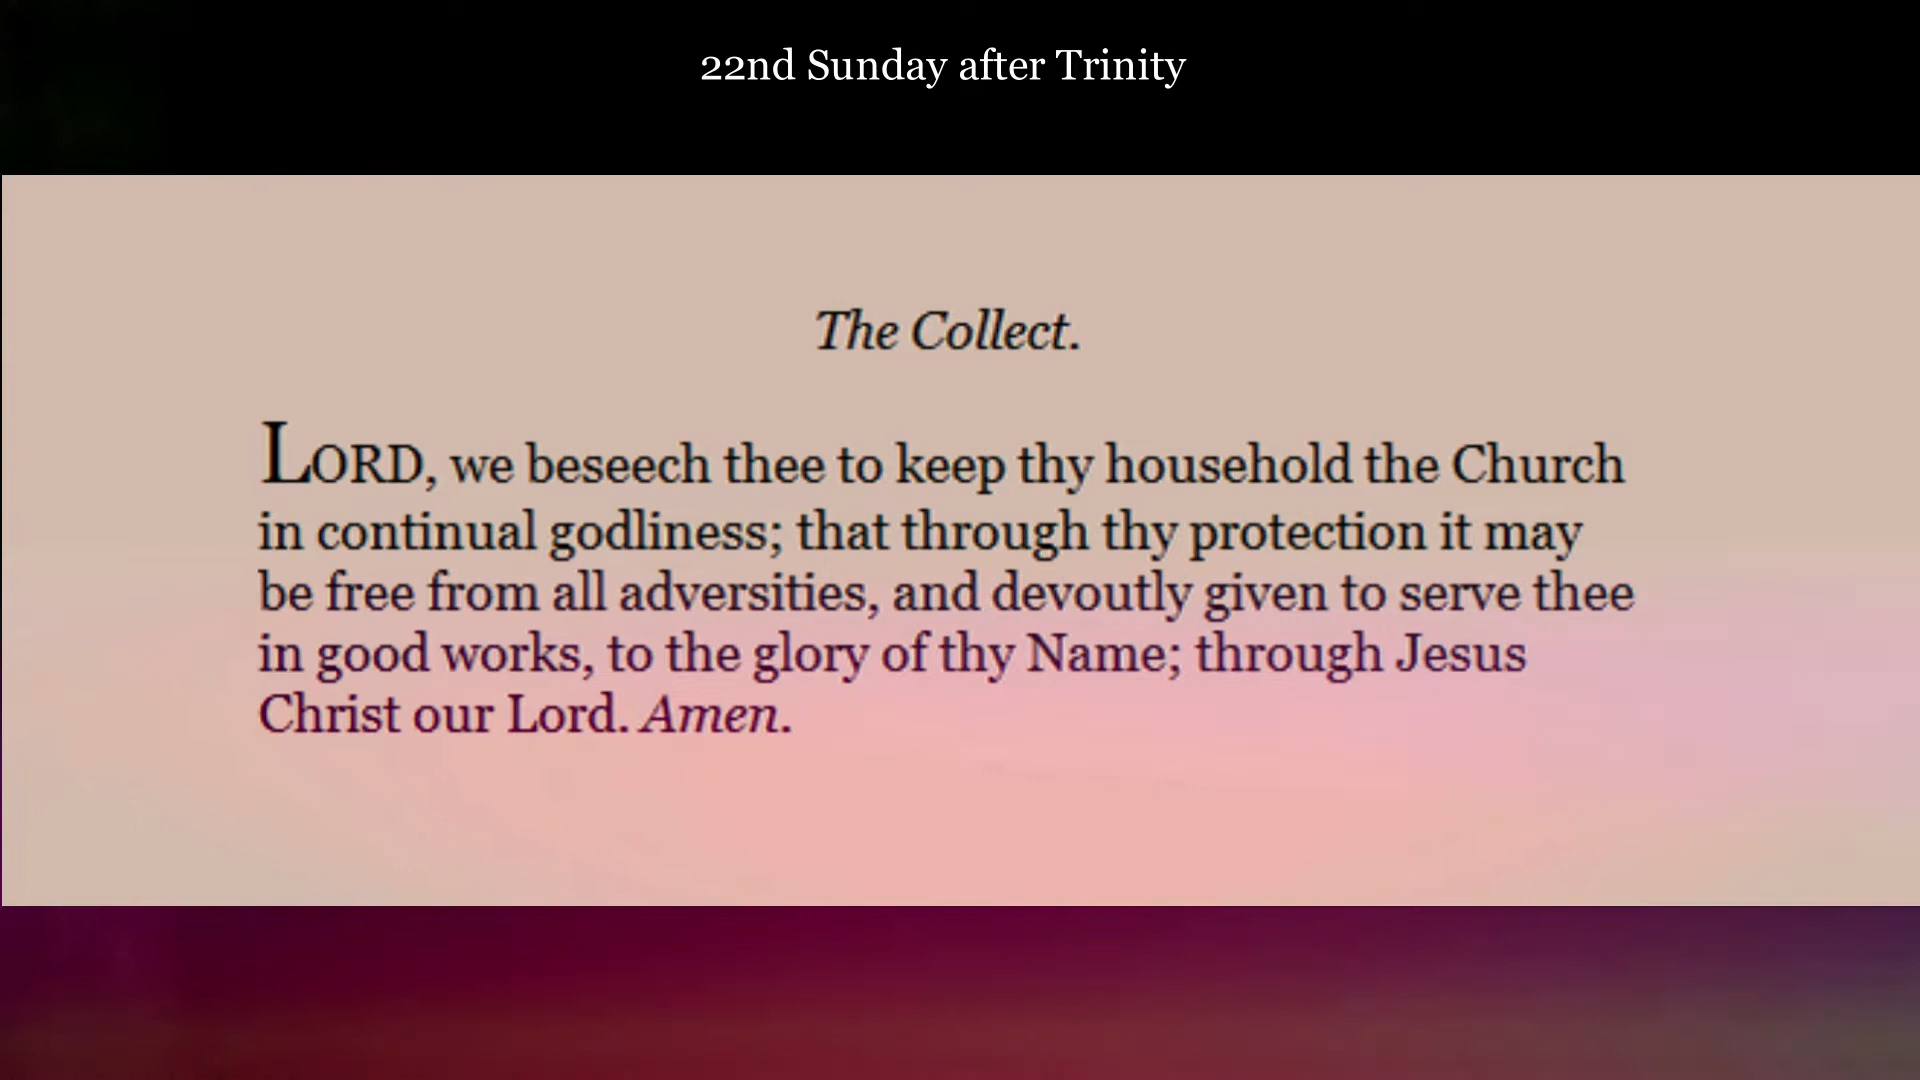 22nd Sunday after Trinity
The Collect.
LORD, we beseech thee to keep thy household the Church
in continual godliness; that through thy protection it may
be free from all adversities, and devoutly given to serve thee
in good works, to the glory of thy Name; through Jesus
Christ our Lord. Amen.